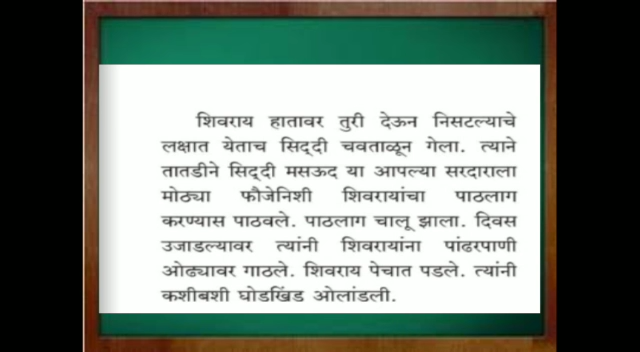 शिवराय हातावर तुरी देऊन निसटल्याचे
लक्षात येताच सिद्‌दी चवताळून गेला. त्याने
तातडीने सिद्‌दी मसऊद या आपल्या सरदाराला
मोठ्या फौजेनिशी शिवरायांचा पाठलाग
करण्यास पाठवले. पाठलाग चालू झाला. दिवस
उजाडल्यावर त्यांनी शिवरायांना पांढरपाणी
ओढ्यावर गाठले. शिवराय पेचात पडले. त्यांनी
कशीबशी घोडखिंड ओलांडली.